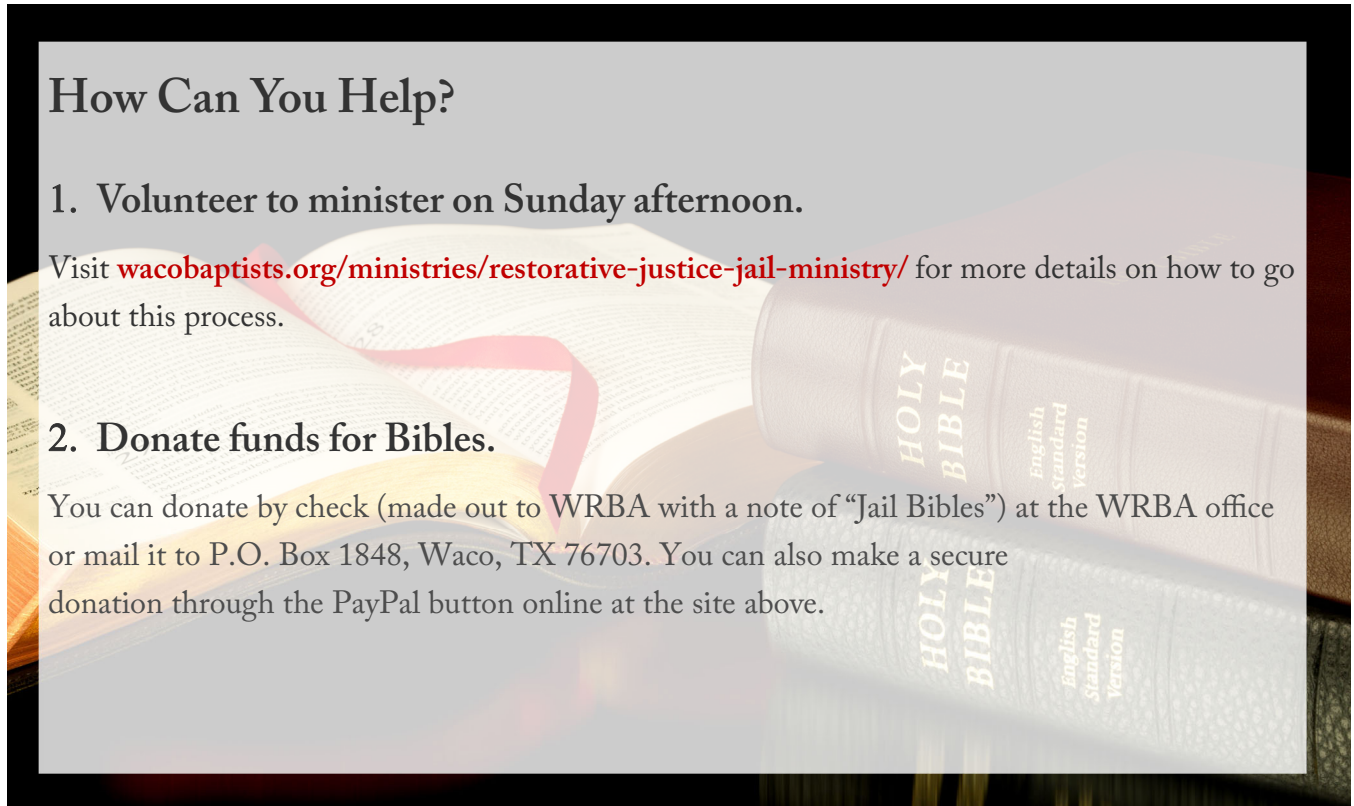 How Can You Help?
1. Volunteer to minister on Sunday afternoon.
Visit wacobaptists.org/ministries/restorative-justice-jail-ministry/ for more details on how to go
about this process.
2. Donate funds for Bibles.
You can donate by check (made out to WRBA with a note of “Jail Bibles”) at the WRBA office
or mail it to P.O. Box 1848, Waco, TX 76703. You can also make a secure
donation through the PayPal button online at the site above.
HOLY
BIBLE
English
Standard
Version
HOLY
BIBLE
English
Standard
Version